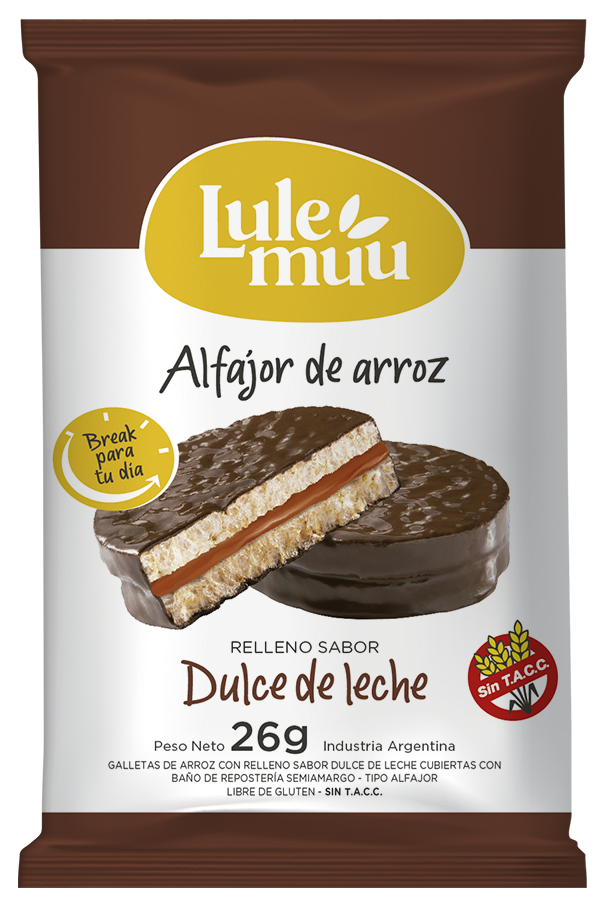 Lule
muu
Alfajor de arroz
Break
para
tu día
RELLENO SABOR
Dulce de leche
Sin T.A.C.C.
Peso Neto 26g Industria Argentina
GALLETAS DE ARROZ CON RELLENO SABOR DULCE DE LECHE CUBIERTAS CON
BAÑO DE REPOSTERÍA SEMIAMARGO - TIPO ALFAJOR
LIBRE DE GLUTEN - SIN T.A.C.C.